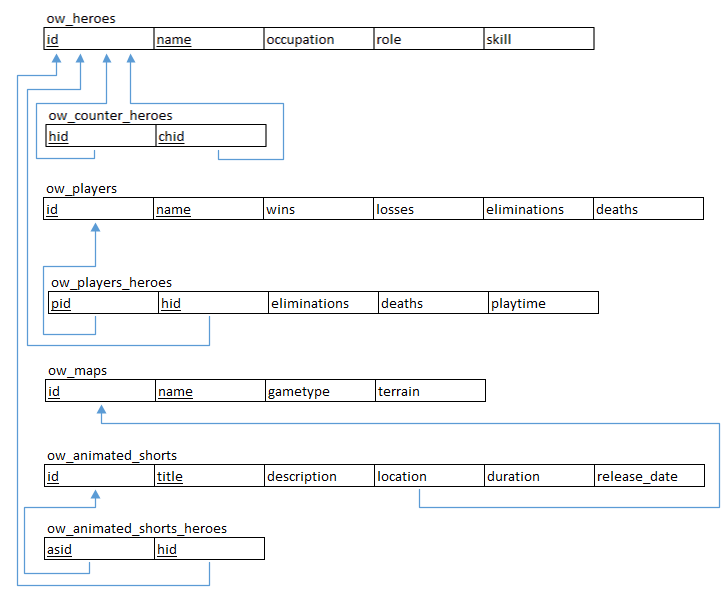 ow_heroes
id name occupation role skill
ow_counter_heroes
hid chid
ow_players
id name wins losses eliminations deaths
ow_players_heroes
pid hid eliminations deaths playtime
ow_maps
id name gametype terrain
ow_animated_shorts
id title description location duration release_date
ow_animated_shorts_heroes
asid hid